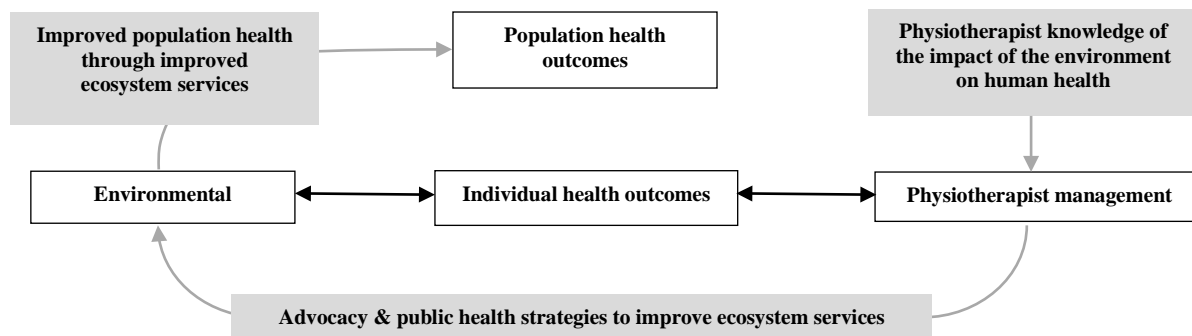 Improved population health
through improved
ecosystem services
Population health
outcomes
Physiotherapist knowledge of
the impact of the environment
on human health
Environmental
Individual health outcomes
Physiotherapist management
Advocacy & public health strategies to improve ecosystem services